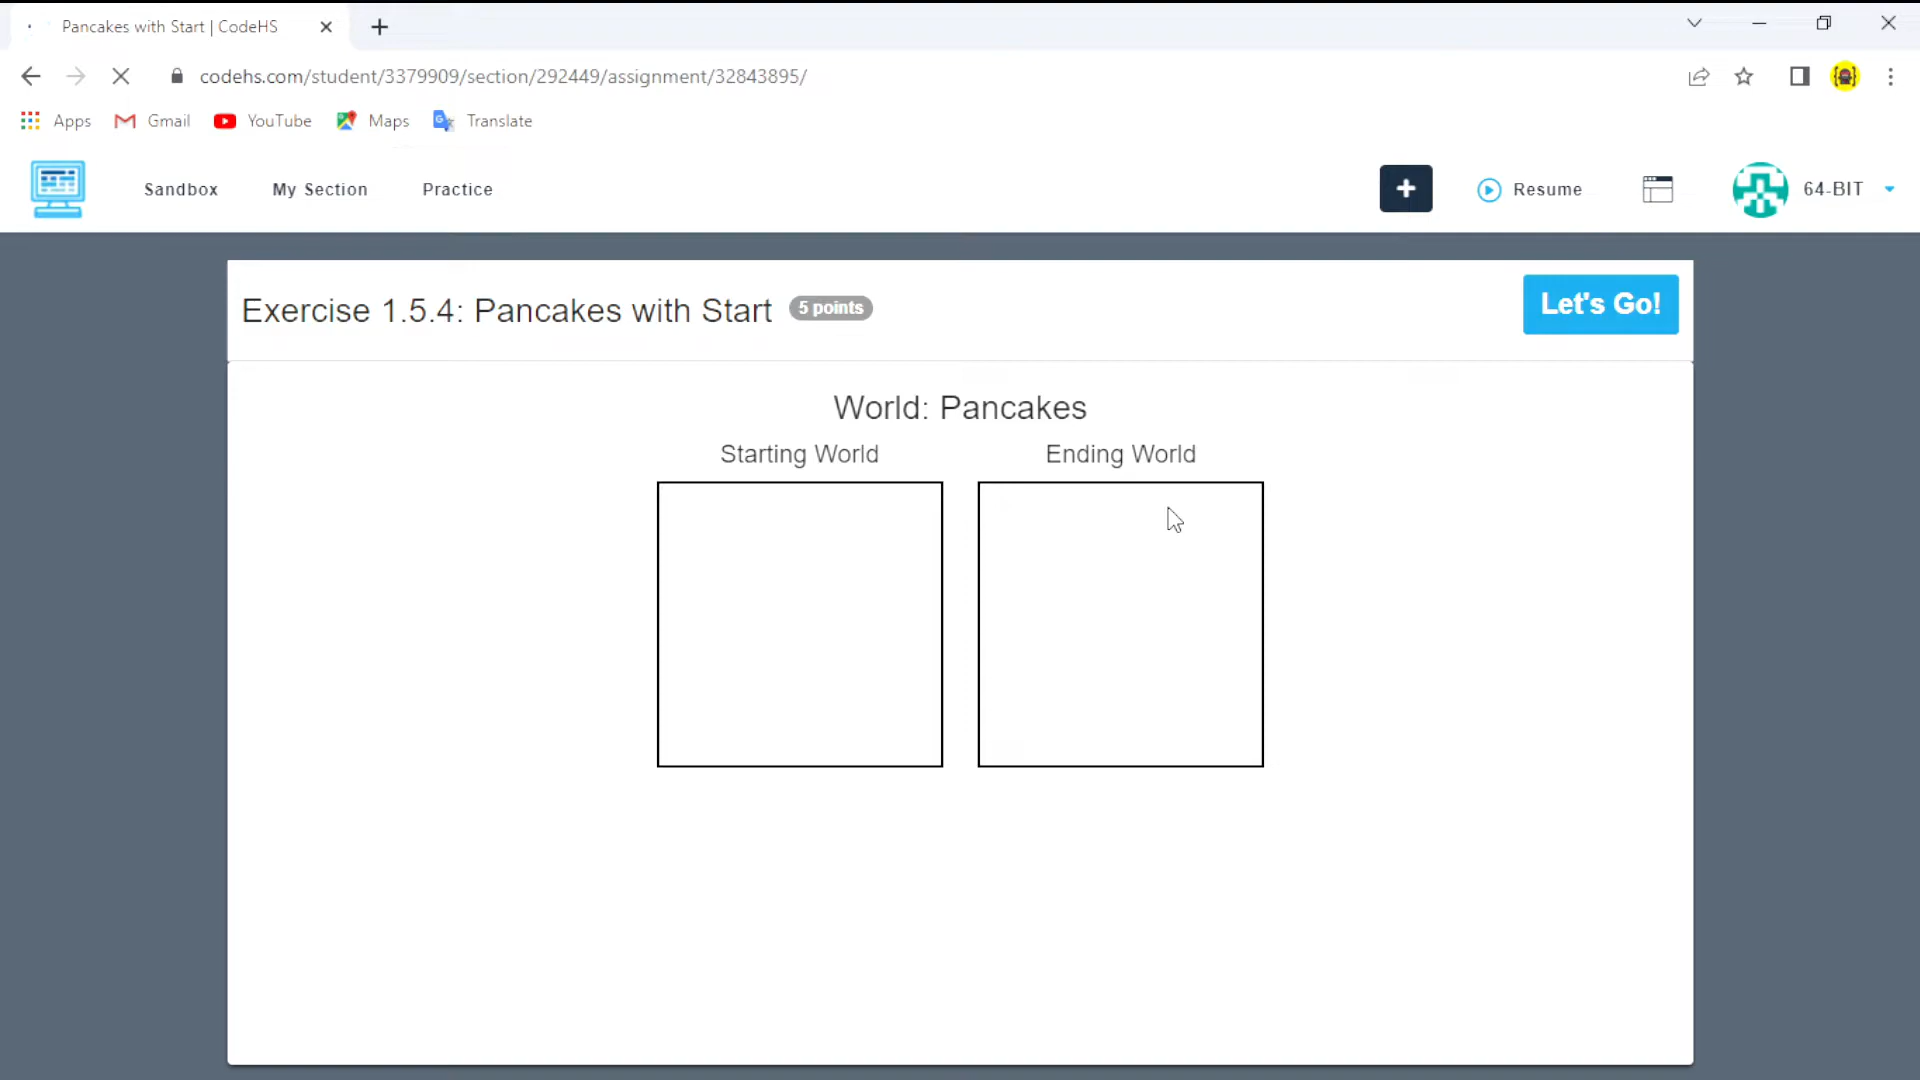 Pancakes with Start | CodeHS
codehs.com/student/3379909/section/292449/assignment/32843895/
Apps Gmail YouTube Maps Translate
Sandbox My Section Practice + Resume 64-BIT
Exercise 1.5.4: Pancakes with Start 5 points Let's Go!
World: Pancakes
Starting World Ending World